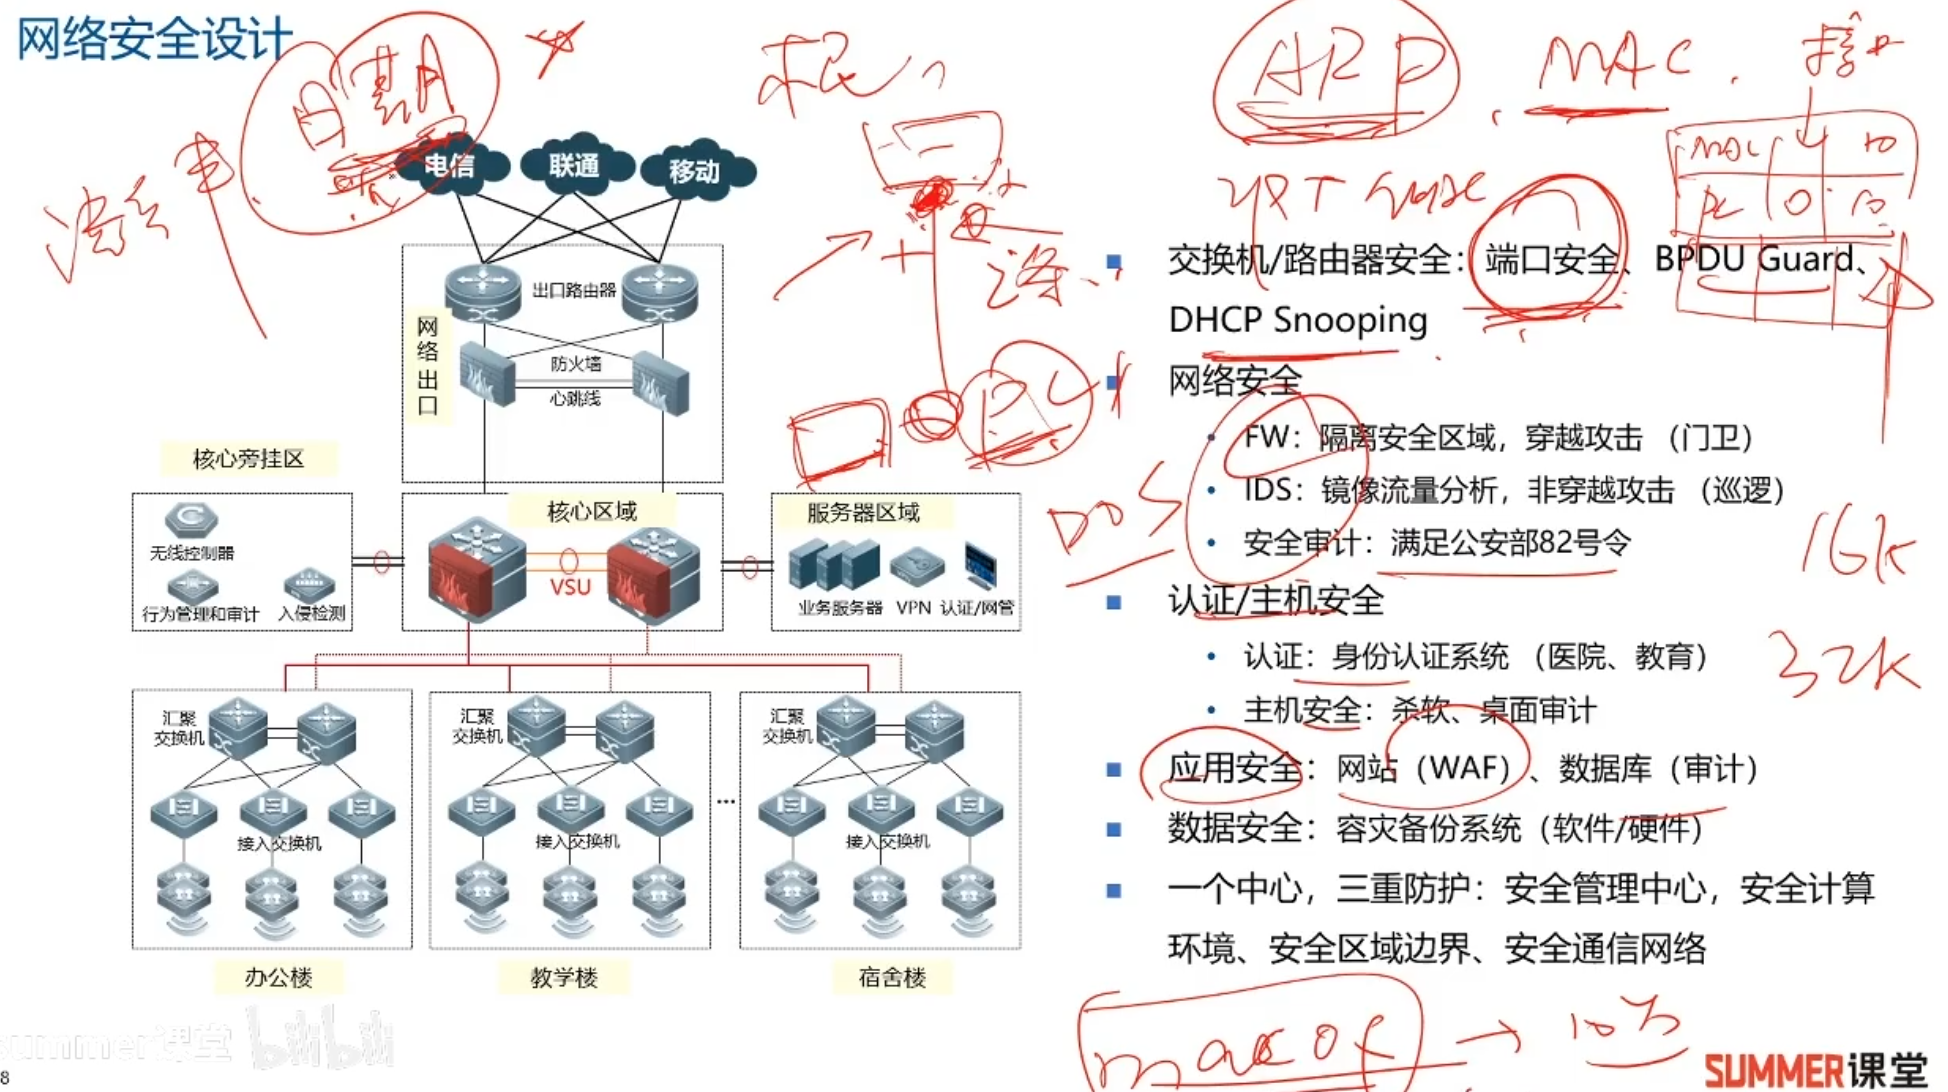 网络安全设计
日期
根
ARP
MAC
接口
电信
联通
移动
MAC
PC
出口路由器
网络出口
防火墙
心跳线
核心旁挂区
核心区域
服务器区域
无线控制器
行为管理和审计
入侵检测
VSU
业务服务器
VPN
认证/网管
汇聚
交换机
汇聚
交换机
汇聚
交换机
接入交换机
接入交换机
...
接入交换机
办公楼
教学楼
宿舍楼
PC
DOS
交换机/路由器安全：端口安全、BPDU Guard、
DHCP Snooping
网络安全
FW：隔离安全区域，穿越攻击 （门卫）
IDS：镜像流量分析，非穿越攻击 （巡逻）
安全审计：满足公安部82号令
16k
认证/主机安全
认证：身份认证系统 （医院、教育）
32k
主机安全：杀软、桌面审计
应用安全：网站（WAF）、数据库（审计）
数据安全：容灾备份系统（软件/硬件）
一个中心，三重防护：安全管理中心，安全计算
环境、安全区域边界、安全通信网络
macof → 10万
summer课堂 bilibili
8
SUMMER课堂